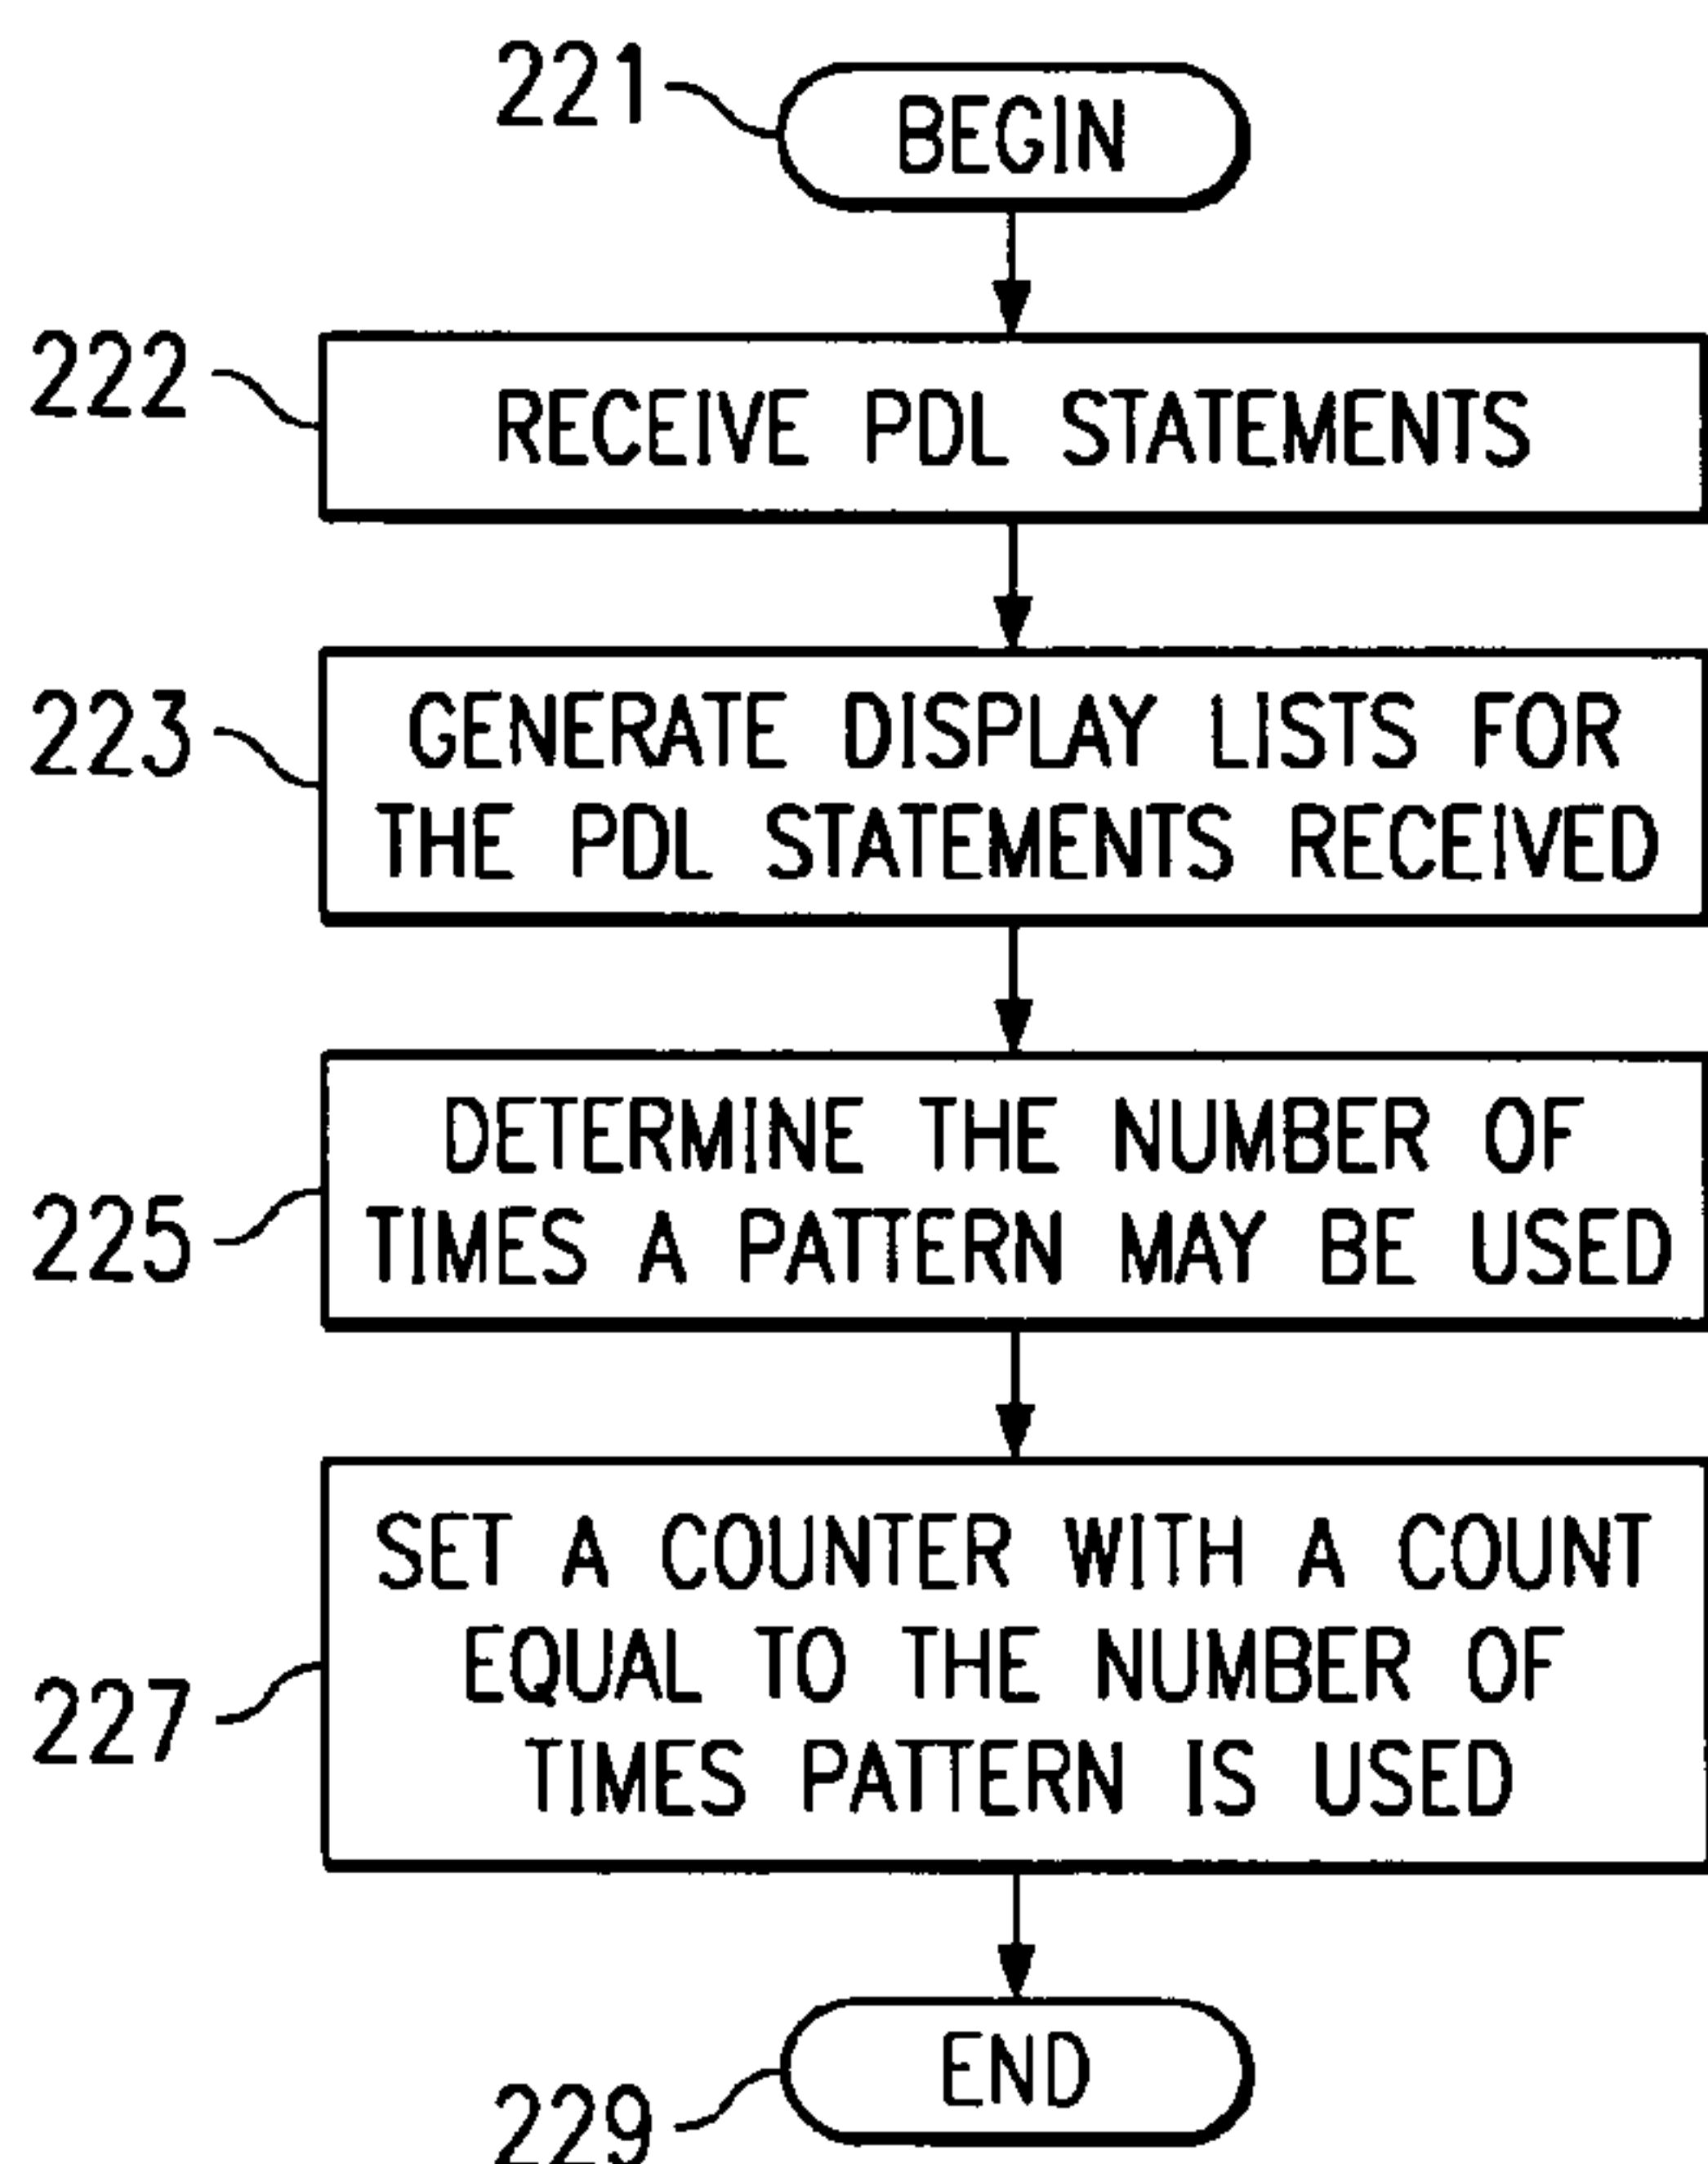 221
BEGIN
222
RECEIVE PDL STATEMENTS
223
GENERATE DISPLAY LISTS FOR
THE PDL STATEMENTS RECEIVED
225
DETERMINE THE NUMBER OF
TIMES A PATTERN MAY BE USED
227
SET A COUNTER WITH A COUNT
EQUAL TO THE NUMBER OF
TIMES PATTERN IS USED
229
END